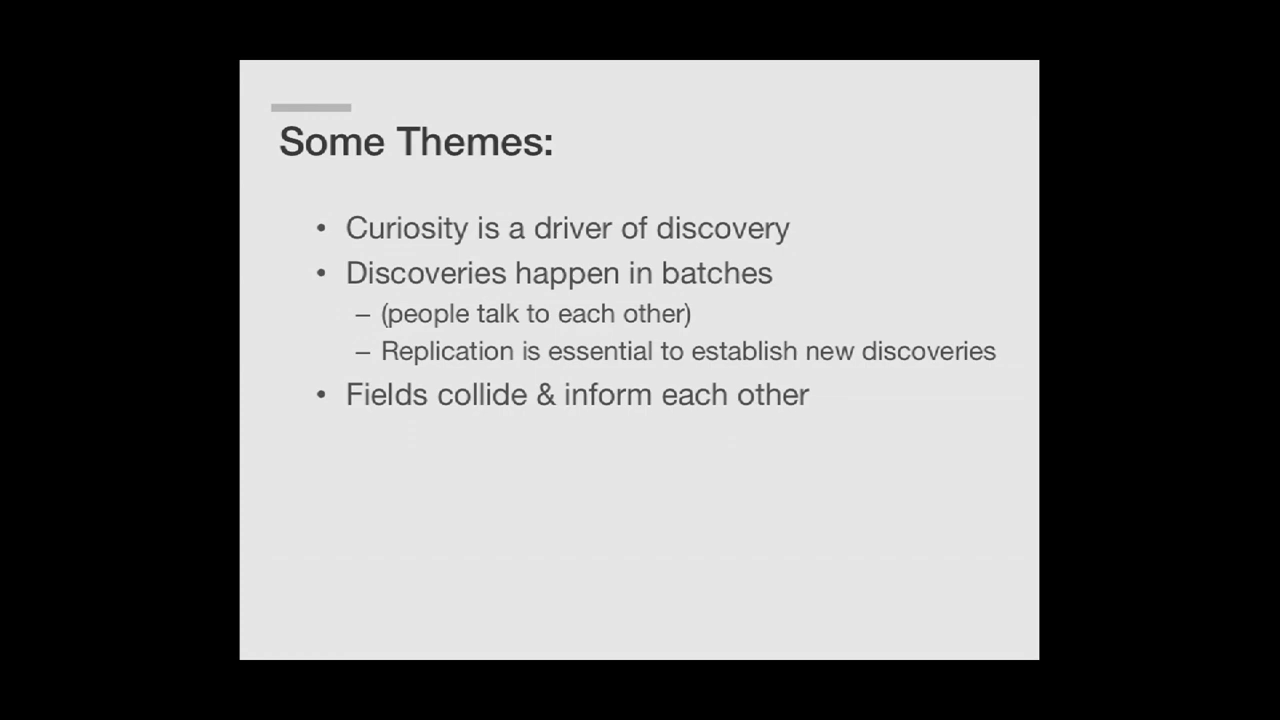 Some Themes:
• Curiosity is a driver of discovery
• Discoveries happen in batches
– (people talk to each other)
– Replication is essential to establish new discoveries
• Fields collide & inform each other